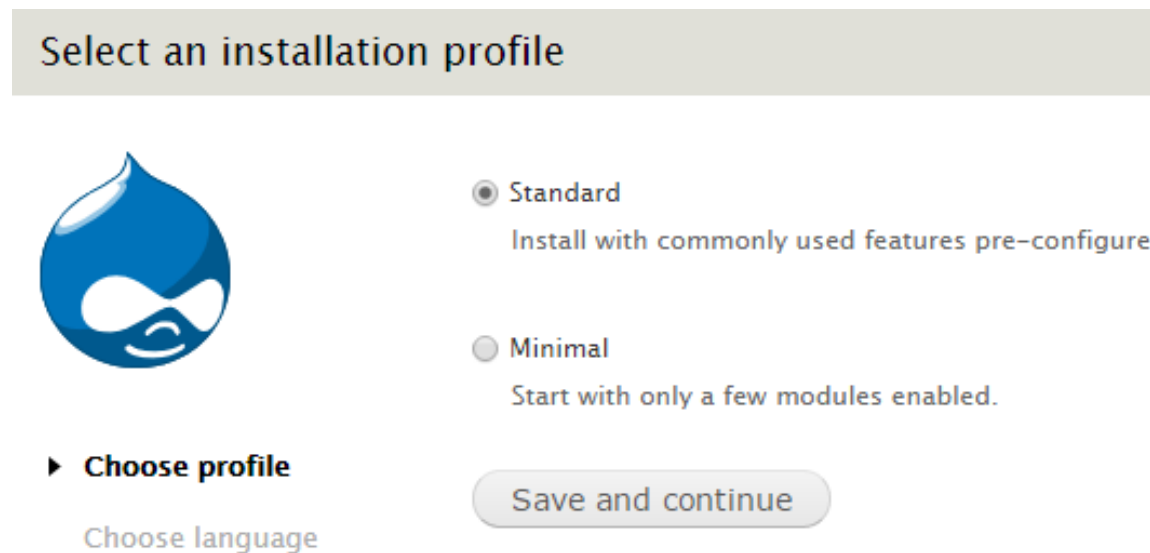 Select an installation profile
Standard
Install with commonly used features pre-configure
Minimal
Start with only a few modules enabled.
Save and continue
Choose profile
Choose language